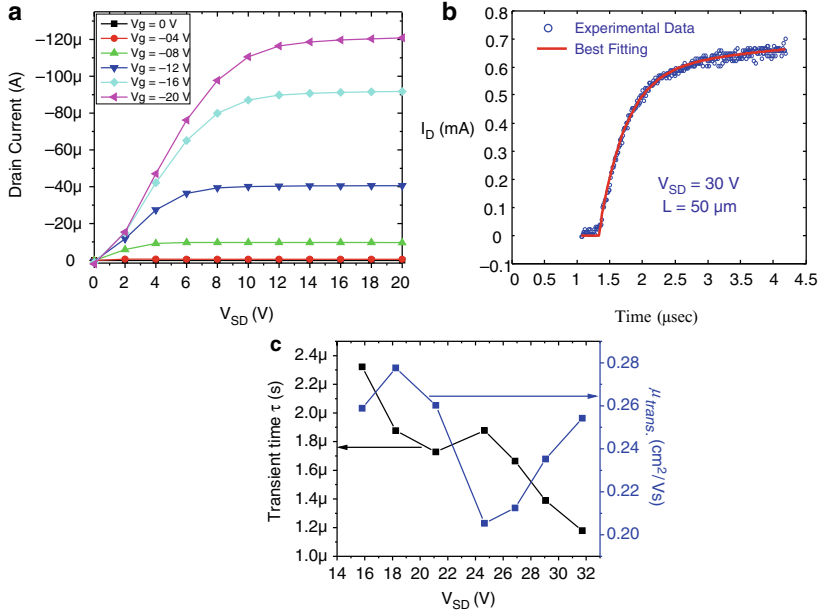 a
Vg = 0 V
Vg = −04 V
Vg = −08 V
Vg = −12 V
Vg = −16 V
Vg = −20 V
−120µ
−100µ
−80µ
−60µ
−40µ
−20µ
0
Drain Current (A)
0 2 4 6 8 10 12 14 16 18 20
V_SD (V)
b
Experimental Data
Best Fitting
0.8
0.7
0.6
0.5
0.4
0.3
0.2
0.1
0
−0.1
I_D (mA)
V_SD = 30 V
L = 50 µm
0 0.5 1 1.5 2 2.5 3 3.5 4 4.5
Time (µsec)
c
2.4µ
2.2µ
2.0µ
1.8µ
1.6µ
1.4µ
1.2µ
1.0µ
Transient time τ (s)
0.28
0.26
0.24
0.22
0.20
µ trans. (cm²/Vs)
14 16 18 20 22 24 26 28 30 32
V_SD (V)